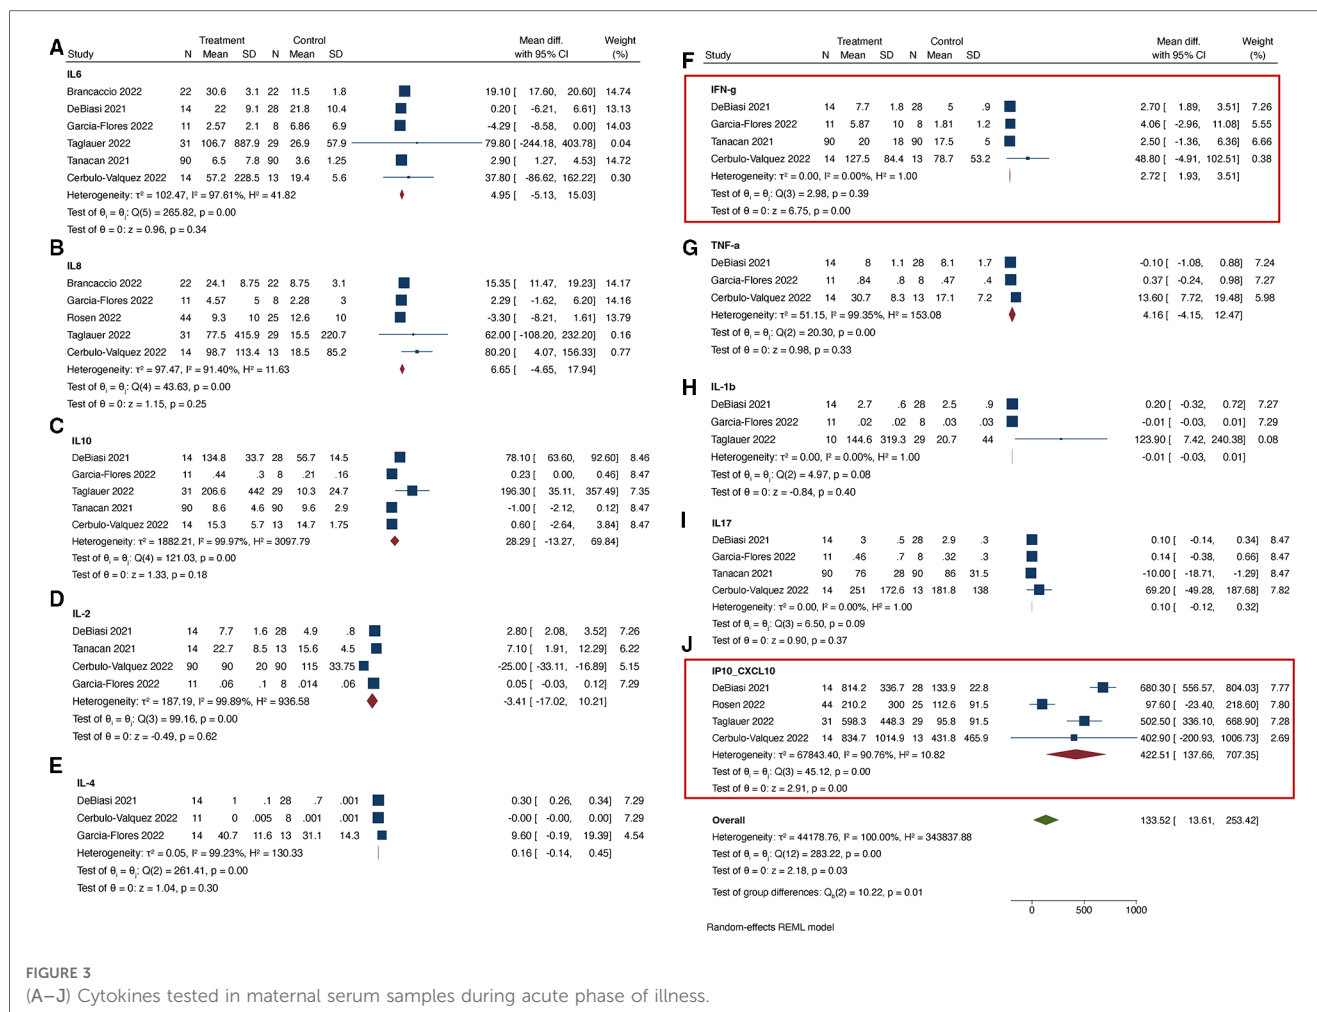 A
Treatment Control Mean diff. Weight
Study N Mean SD N Mean SD with 95% CI (%)
IL6
Brancaccio 2022 22 30.6 3.1 22 11.5 1.8 19.10 [ 17.60, 20.60] 14.74
DeBiasi 2021 14 22 9.1 28 21.8 10.4 0.20 [ -6.21, 6.61] 13.13
Garcia-Flores 2022 11 2.57 2.1 8 6.86 6.9 -4.29 [ -8.58, 0.00] 14.03
Taglauer 2022 31 106.7 887.9 29 26.9 57.9 79.80 [ -244.18, 403.78] 0.04
Tanacan 2021 90 6.5 7.8 90 3.6 1.25 2.90 [ 1.27, 4.53] 14.72
Cerbulo-Valquez 2022 14 57.2 228.5 13 19.4 5.6 37.80 [ -86.62, 162.22] 0.30
Heterogeneity: τ² = 102.47, I² = 97.61%, H² = 41.82 4.95 [ -5.13, 15.03]
Test of θᵢ = θⱼ: Q(5) = 265.82, p = 0.00
Test of θ = 0: z = 0.96, p = 0.34
B
IL8
Brancaccio 2022 22 24.1 8.75 22 8.75 3.1 15.35 [ 11.47, 19.23] 14.17
Garcia-Flores 2022 11 4.57 5 8 2.28 3 2.29 [ -1.62, 6.20] 14.16
Rosen 2022 44 9.3 10 25 12.6 10 -3.30 [ -8.21, 1.61] 13.79
Taglauer 2022 31 77.5 415.9 29 15.5 220.7 62.00 [ -108.20, 232.20] 0.16
Cerbulo-Valquez 2022 14 98.7 113.4 13 18.5 85.2 80.20 [ 4.07, 156.33] 0.77
Heterogeneity: τ² = 97.47, I² = 91.40%, H² = 11.63 6.65 [ -4.65, 17.94]
Test of θᵢ = θⱼ: Q(4) = 43.63, p = 0.00
Test of θ = 0: z = 1.15, p = 0.25
C
IL10
DeBiasi 2021 14 134.8 33.7 28 56.7 14.5 78.10 [ 63.60, 92.60] 8.46
Garcia-Flores 2022 11 .44 .3 8 .21 .16 0.23 [ 0.00, 0.46] 8.47
Taglauer 2022 31 206.6 442 29 10.3 24.7 196.30 [ 35.11, 357.49] 7.35
Tanacan 2021 90 8.6 4.6 90 9.6 2.9 -1.00 [ -2.12, 0.12] 8.47
Cerbulo-Valquez 2022 14 15.3 5.7 13 14.7 1.75 0.60 [ -2.64, 3.84] 8.47
Heterogeneity: τ² = 1882.21, I² = 99.97%, H² = 3097.79 28.29 [ -13.27, 69.84]
Test of θᵢ = θⱼ: Q(4) = 121.03, p = 0.00
Test of θ = 0: z = 1.33, p = 0.18
D
IL-2
DeBiasi 2021 14 7.7 1.6 28 4.9 .8 2.80 [ 2.08, 3.52] 7.26
Tanacan 2021 14 22.7 8.5 13 15.6 4.5 7.10 [ 1.91, 12.29] 6.22
Cerbulo-Valquez 2022 90 90 20 90 115 33.75 -25.00 [ -33.11, -16.89] 5.15
Garcia-Flores 2022 11 .06 .1 8 .014 .06 0.05 [ -0.03, 0.12] 7.29
Heterogeneity: τ² = 187.19, I² = 99.89%, H² = 936.58 -3.41 [ -17.02, 10.21]
Test of θᵢ = θⱼ: Q(3) = 99.16, p = 0.00
Test of θ = 0: z = -0.49, p = 0.62
E
IL-4
DeBiasi 2021 14 1 .1 28 .7 .001 0.30 [ 0.26, 0.34] 7.29
Cerbulo-Valquez 2022 11 0 .005 8 .001 .001 -0.00 [ -0.00, 0.00] 7.29
Garcia-Flores 2022 14 40.7 11.6 13 31.1 14.3 9.60 [ -0.19, 19.39] 4.54
Heterogeneity: τ² = 0.05, I² = 99.23%, H² = 130.33 0.16 [ -0.14, 0.45]
Test of θᵢ = θⱼ: Q(2) = 261.41, p = 0.00
Test of θ = 0: z = 1.04, p = 0.30
F
Treatment Control Mean diff. Weight
Study N Mean SD N Mean SD with 95% CI (%)
IFN-g
DeBiasi 2021 14 7.7 1.8 28 5 .9 2.70 [ 1.89, 3.51] 7.26
Garcia-Flores 2022 11 5.87 10 8 1.81 1.2 4.06 [ -2.96, 11.08] 5.55
Tanacan 2021 90 20 18 90 17.5 5 2.50 [ -1.36, 6.36] 6.66
Cerbulo-Valquez 2022 14 127.5 84.4 13 78.7 53.2 48.80 [ -4.91, 102.51] 0.38
Heterogeneity: τ² = 0.00, I² = 0.00%, H² = 1.00 2.72 [ 1.93, 3.51]
Test of θᵢ = θⱼ: Q(3) = 2.98, p = 0.39
Test of θ = 0: z = 6.75, p = 0.00
G
TNF-a
DeBiasi 2021 14 8 1.1 28 8.1 1.7 -0.10 [ -1.08, 0.88] 7.24
Garcia-Flores 2022 11 .84 .8 8 .47 .4 0.37 [ -0.24, 0.98] 7.27
Cerbulo-Valquez 2022 14 30.7 8.3 13 17.1 7.2 13.60 [ 7.72, 19.48] 5.98
Heterogeneity: τ² = 51.15, I² = 99.35%, H² = 153.08 4.16 [ -4.15, 12.47]
Test of θᵢ = θⱼ: Q(2) = 20.30, p = 0.00
Test of θ = 0: z = 0.98, p = 0.33
H
IL-1b
DeBiasi 2021 14 2.7 .6 28 2.5 .9 0.20 [ -0.32, 0.72] 7.27
Garcia-Flores 2022 11 .02 .02 8 .03 .03 -0.01 [ -0.03, 0.01] 7.29
Taglauer 2022 10 144.6 319.3 29 20.7 44 123.90 [ 7.42, 240.38] 0.08
Heterogeneity: τ² = 0.00, I² = 0.00%, H² = 1.00 -0.01 [ -0.03, 0.01]
Test of θᵢ = θⱼ: Q(2) = 4.97, p = 0.08
Test of θ = 0: z = -0.84, p = 0.40
I
IL17
DeBiasi 2021 14 3 .5 28 2.9 .3 0.10 [ -0.14, 0.34] 8.47
Garcia-Flores 2022 11 .46 .7 8 .32 .3 0.14 [ -0.38, 0.66] 8.47
Tanacan 2021 90 76 28 90 86 31.5 -10.00 [ -18.71, -1.29] 8.47
Cerbulo-Valquez 2022 14 251 172.6 13 181.8 138 69.20 [ -49.28, 187.68] 7.82
Heterogeneity: τ² = 0.00, I² = 0.00%, H² = 1.00 0.10 [ -0.12, 0.32]
Test of θᵢ = θⱼ: Q(3) = 6.50, p = 0.09
Test of θ = 0: z = 0.90, p = 0.37
J
IP10_CXCL10
DeBiasi 2021 14 814.2 336.7 28 133.9 22.8 680.30 [ 556.57, 804.03] 7.77
Rosen 2022 44 210.2 300 25 112.6 91.5 97.60 [ -23.40, 218.60] 7.80
Taglauer 2022 31 598.3 448.3 29 95.8 91.5 502.50 [ 336.10, 668.90] 7.28
Cerbulo-Valquez 2022 14 834.7 1014.9 13 431.8 465.9 402.90 [ -200.93, 1006.73] 2.69
Heterogeneity: τ² = 67843.40, I² = 90.76%, H² = 10.82 422.51 [ 137.66, 707.35]
Test of θᵢ = θⱼ: Q(3) = 45.12, p = 0.00
Test of θ = 0: z = 2.91, p = 0.00
Overall 133.52 [ 13.61, 253.42]
Heterogeneity: τ² = 44178.76, I² = 100.00%, H² = 343837.88
Test of θᵢ = θⱼ: Q(12) = 283.22, p = 0.00
Test of θ = 0: z = 2.18, p = 0.03
Test of group differences: Qb(2) = 10.22, p = 0.01
0 500 1000
Random-effects REML model
FIGURE 3
(A–J) Cytokines tested in maternal serum samples during acute phase of illness.